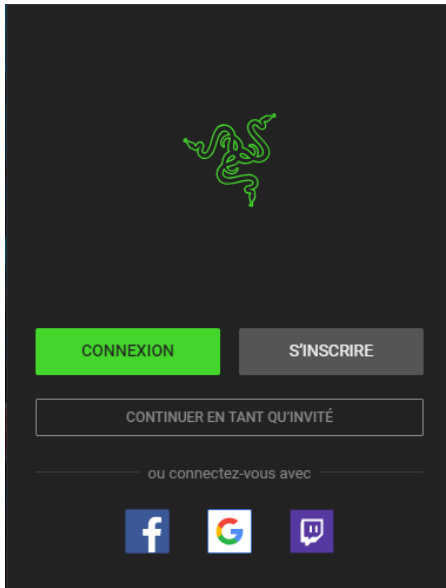 CONNEXION
S'INSCRIRE
CONTINUER EN TANT QU'INVITÉ
ou connectez-vous avec